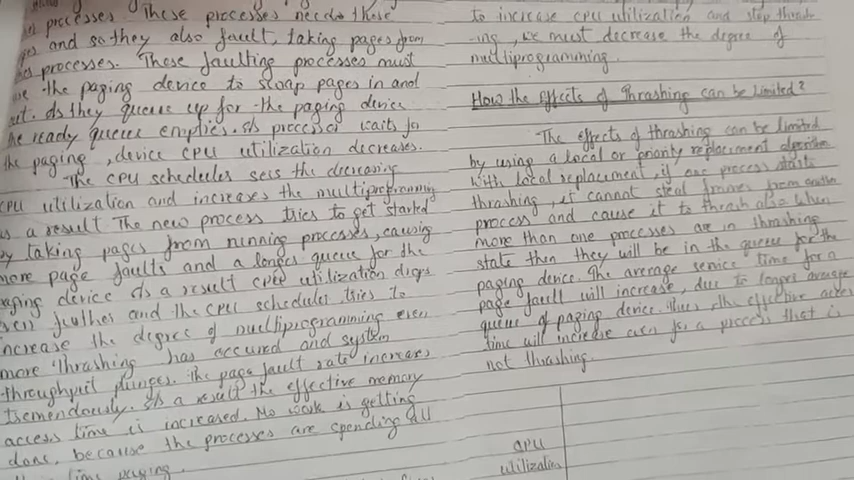 processes. These processes needs those
and so they also fault, taking pages from
processes. These faulting processes must
the paging device to swap pages in and
out. As they queue up for the paging device
the ready queue empties. As processor waits for
the paging, device CPU utilization decreases.
The CPU scheduler sees the decreasing
CPU utilization and increases the multiprogramming
as a result The new process tries to get started
by taking pages from running processes, causing
more page faults and a longer queue for the
paging device As a result CPU utilization drops
even further and the CPU scheduler tries to
increase the degree of multiprogramming even
more Thrashing has occured and system
throughput plunges. The page fault rate increases
tremendously. As a result the effective memory
access time is increased. No work is getting
done, because the processes are spending all
time paging.
to increase CPU utilization and stop thrash
-ing, we must decrease the degree of
multiprogramming.
How the effects of Thrashing can be limited?
The effects of thrashing can be limited
by using a local or priority replacement algorithm
With local replacement, if one process starts
thrashing, it cannot steal frames from another
process and cause it to thrash also When
more than one processes are in thrashing
state then they will be in the queue for the
paging device. The average service time for a
page fault will increase, due to longer average
queue of paging device. Thus the effective access
time will increase even for a process that is
not thrashing.
CPU
utilization